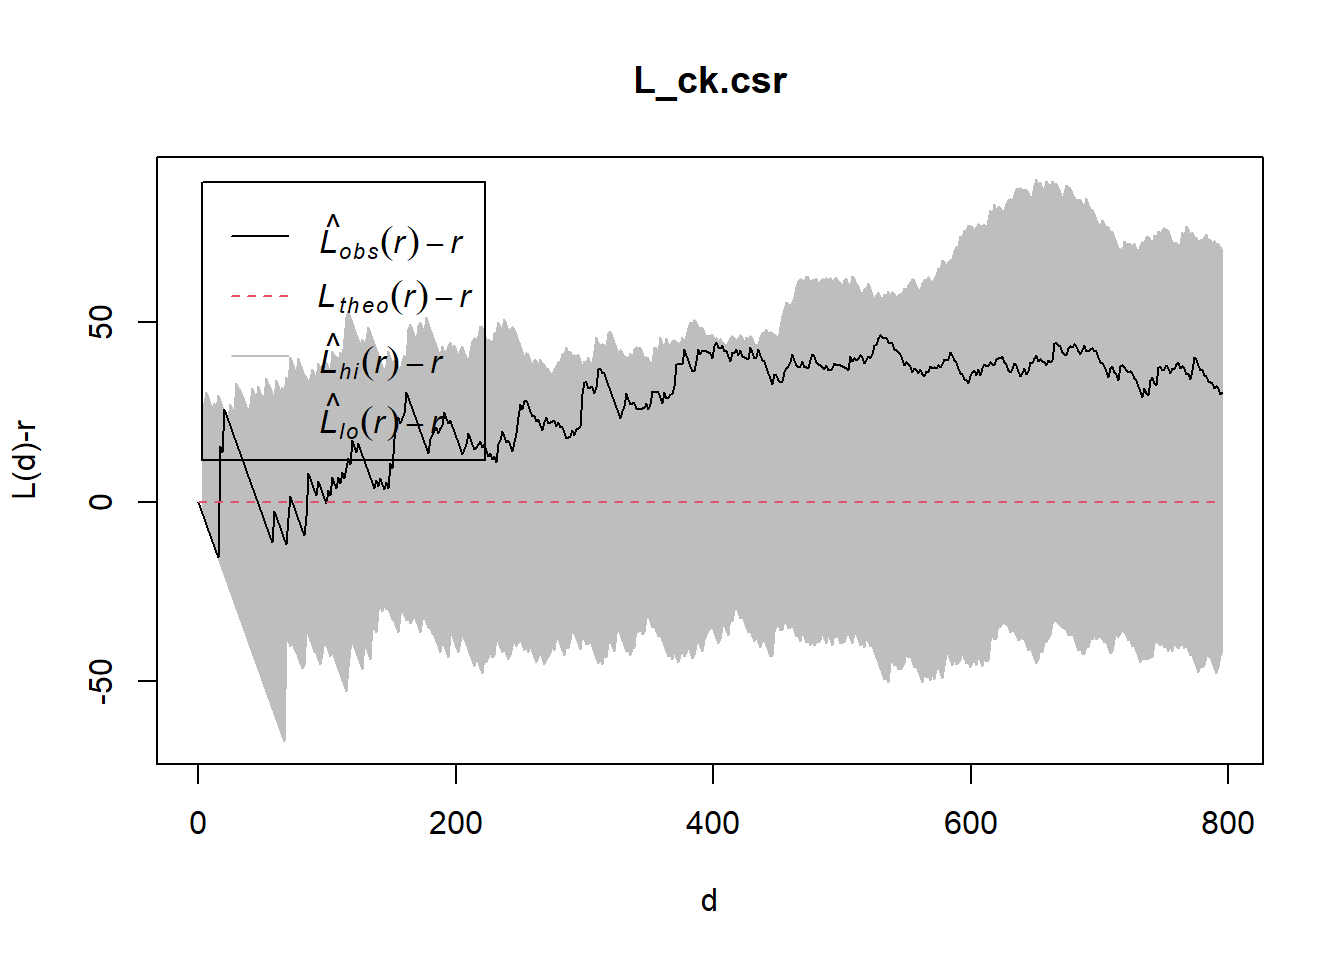 L_ck.csr
L̂obs(r) – r
Ltheo(r) – r
L̂hi(r) – r
L̂lo(r) – r
L(d)-r
50
0
-50
0 200 400 600 800
d